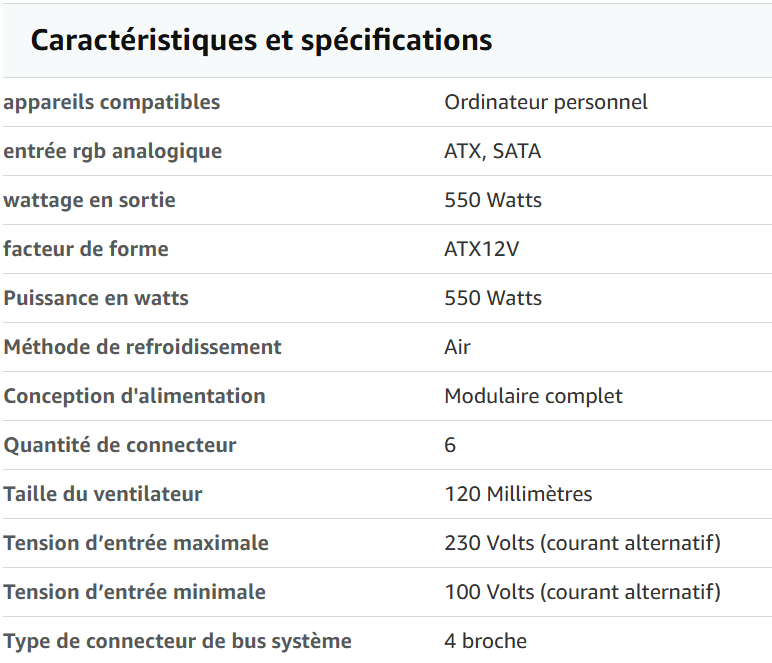 Caractéristiques et spécifications
appareils compatibles Ordinateur personnel
entrée rgb analogique ATX, SATA
wattage en sortie 550 Watts
facteur de forme ATX12V
Puissance en watts 550 Watts
Méthode de refroidissement Air
Conception d'alimentation Modulaire complet
Quantité de connecteur 6
Taille du ventilateur 120 Millimètres
Tension d’entrée maximale 230 Volts (courant alternatif)
Tension d’entrée minimale 100 Volts (courant alternatif)
Type de connecteur de bus système 4 broche